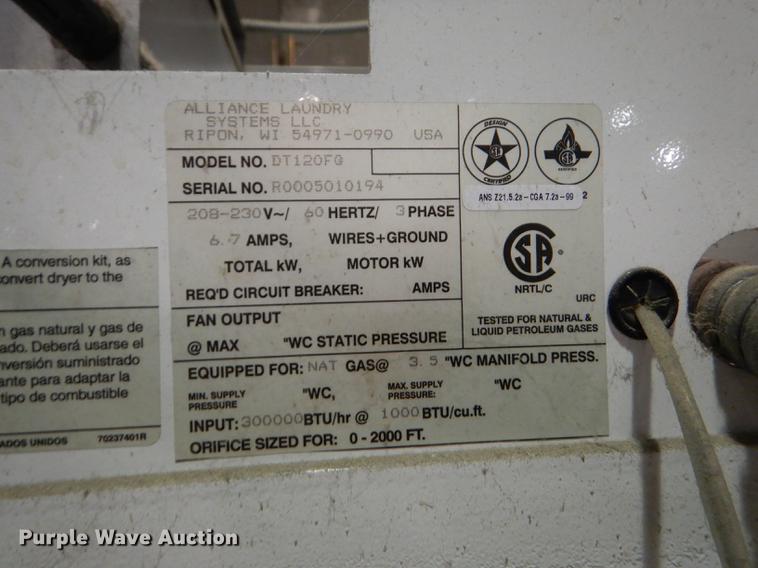 ALLIANCE LAUNDRY
SYSTEMS LLC
RIPON, WI 54971-0990 USA
MODEL NO. DT120FG
SERIAL NO. R0005010194
208-230 V~/ 60 HERTZ/ 3 PHASE
6.7 AMPS, WIRES+GROUND
TOTAL kW, MOTOR kW
REQ'D CIRCUIT BREAKER: AMPS
FAN OUTPUT
@ MAX "WC STATIC PRESSURE
DESIGN
CERTIFIED
CERTIFIED
ANS Z21.5.2a-CGA 7.2a-99 2
CSA
®
NRTL/C
URC
TESTED FOR NATURAL &
LIQUID PETROLEUM GASES
EQUIPPED FOR: NAT GAS@ 3.5 "WC MANIFOLD PRESS.
MIN. SUPPLY PRESSURE "WC, MAX. SUPPLY PRESSURE: "WC
INPUT: 300000 BTU/hr @ 1000 BTU/cu.ft.
ORIFICE SIZED FOR: 0 - 2000 FT.
A conversion kit, as
convert dryer to the
gas natural y gas de
ado. Deberá usarse el
nversión suministrado
ante para adaptar la
tipo de combustible
ADOS UNIDOS 70237401R
Purple Wave Auction